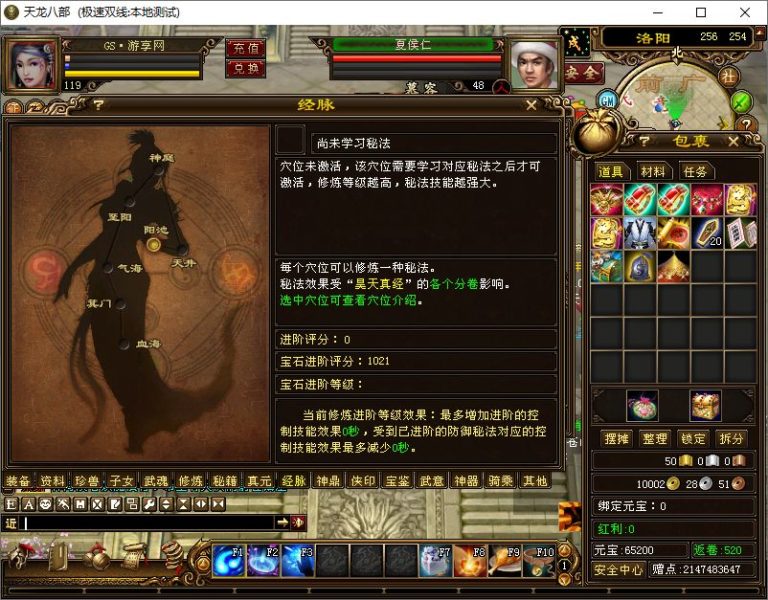 天龙八部 (极速双线:本地测试)
GS·游享网
充值
兑换
119
夏侯仁
慕容
48
安全
洛阳
256 254
北
社
GM
前广
?
经脉
?
包裹
道具
材料
任务
20
神庭
至阳
阳池
天井
气海
箕门
血海
尚未学习秘法
穴位未激活，该穴位需要学习对应秘法之后才可
激活，修炼等级越高，秘法技能越强大。
每个穴位可以修炼一种秘法。
秘法效果受“昊天真经”的各个分卷影响。
选中穴位可查看穴位介绍。
进阶评分：0
宝石进阶评分：1021
宝石进阶等级：
当前修炼进阶等级效果：最多增加进阶的控
制技能效果0秒，受到已进阶的防御秘法对应的控
制技能效果最多减少0秒。
装备 资料 珍兽 子女 武魂 修炼 秘籍 真元 经脉 神鼎 侠印 宝鉴 武意 神器 骑乘 其他
摆摊 整理 锁定 拆分
50 0 0
10002 28 51
绑定元宝：0
红利:0
元宝:65200
返卷:520
安全中心
赠点:2147483647
近
F1 F2 F3 F7 F8 F9 F10
1